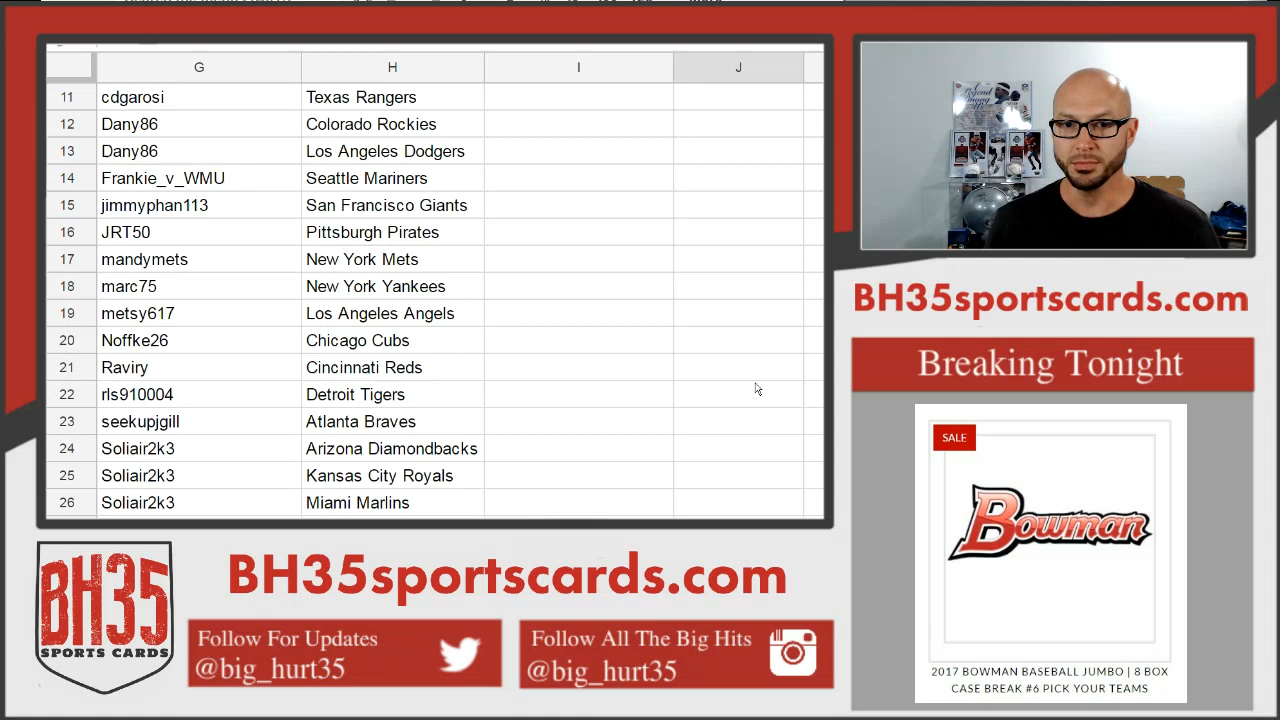 G H I J
11 cdgarosi Texas Rangers
12 Dany86 Colorado Rockies
13 Dany86 Los Angeles Dodgers
14 Frankie_v_WMU Seattle Mariners
15 jimmyphan113 San Francisco Giants
16 JRT50 Pittsburgh Pirates
17 mandymets New York Mets
18 marc75 New York Yankees
19 metsy617 Los Angeles Angels
20 Noffke26 Chicago Cubs
21 Raviry Cincinnati Reds
22 rls910004 Detroit Tigers
23 seekupjgill Atlanta Braves
24 Soliair2k3 Arizona Diamondbacks
25 Soliair2k3 Kansas City Royals
26 Soliair2k3 Miami Marlins
Legend
Among
BH35sportscards.com
Breaking Tonight
SALE
Bowman
2017 BOWMAN BASEBALL JUMBO | 8 BOX
CASE BREAK #6 PICK YOUR TEAMS
BH35
SPORTS CARDS
BH35sportscards.com
Follow For Updates
@big_hurt35
Follow All The Big Hits
@big_hurt35